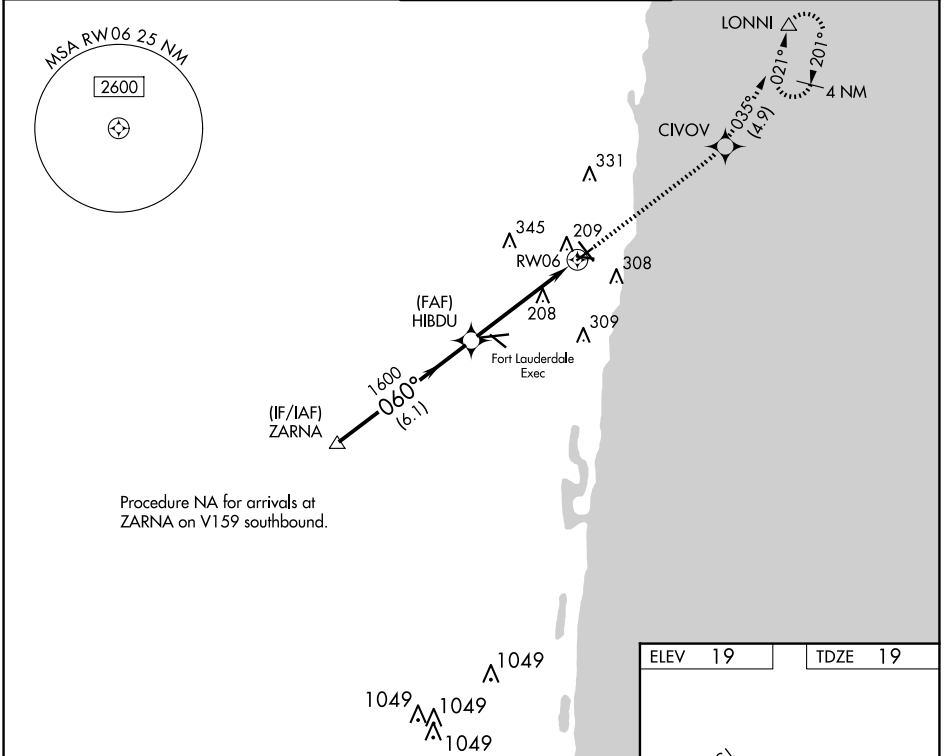 MSA RW06 25 NM
2600
LONNI
021°
201°
4 NM
035°
(4.9)
CIVOV
331
345
209
RW06
308
(FAF)
HIBDU
208
309
Fort Lauderdale
Exec
1600
060°
(6.1)
(IF/IAF)
ZARNA
Procedure NA for arrivals at
ZARNA on V159 southbound.
1049
1049
1049
1049
ELEV 19
TDZE 19